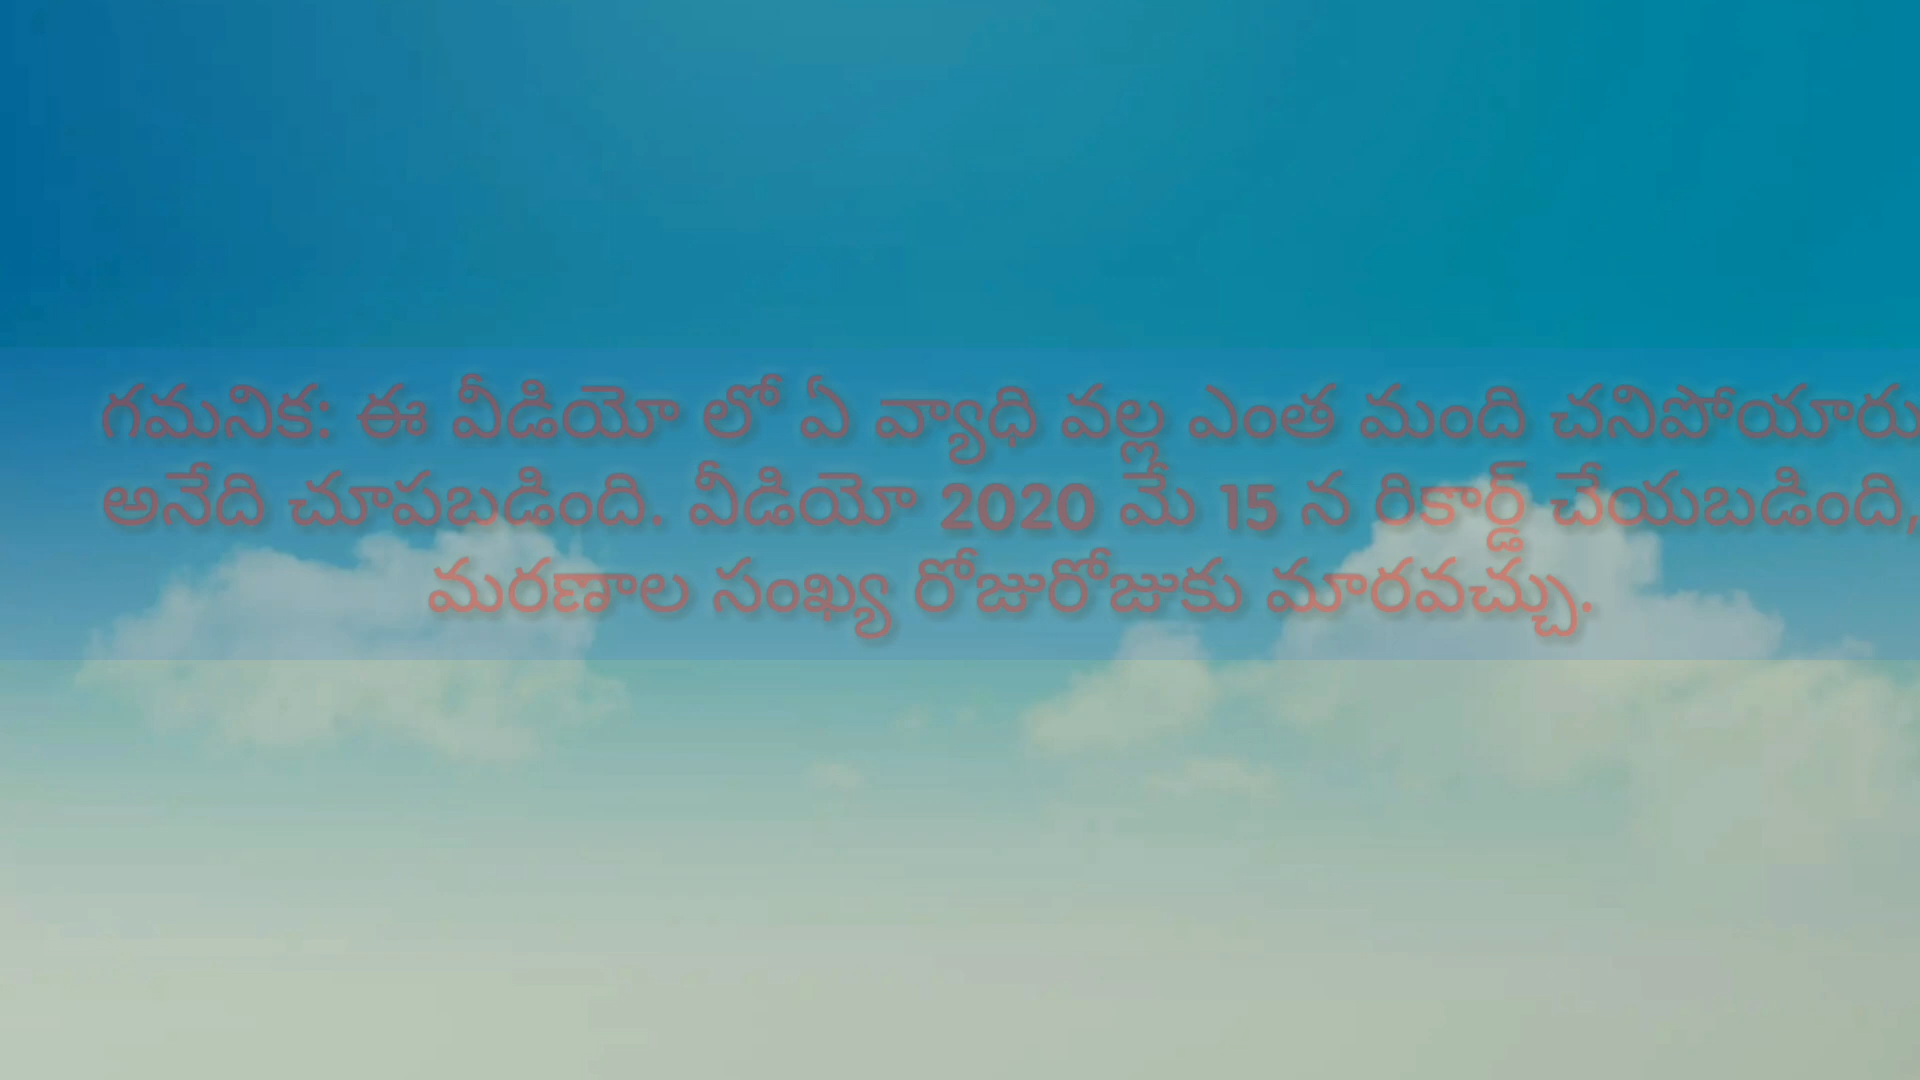 గమనిక: ఈ వీడియో లో ఏ వ్యాధి వల్ల ఎంత మంది చనిపోయారు
అనేది చూపబడింది. వీడియో 2020 మే 15 న రికార్డ్ చేయబడింది,
మరణాల సంఖ్య రోజురోజుకు మారవచ్చు.